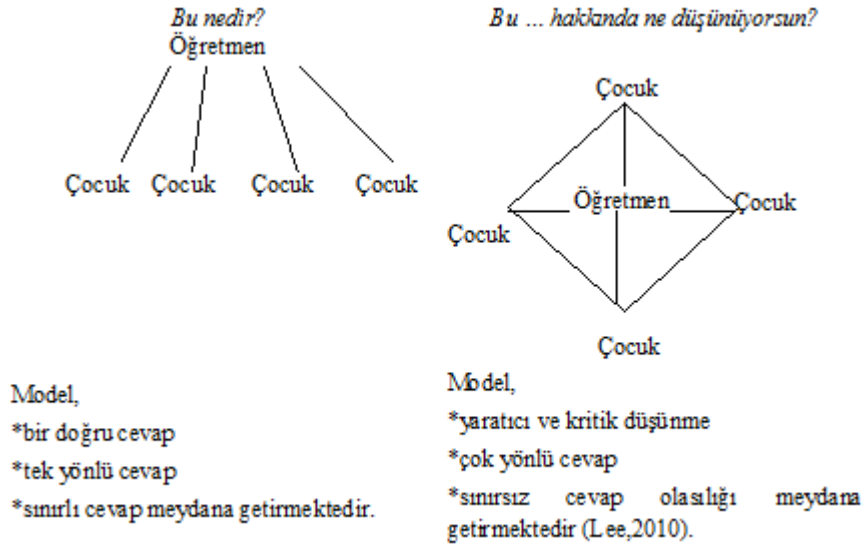 Bu nedir?
Öğretmen
Çocuk Çocuk Çocuk Çocuk
Model,
*bir doğru cevap
*tek yönlü cevap
*sınırlı cevap meydana getirmektedir.
Bu ... hakkında ne düşünüyorsun?
Çocuk
Öğretmen
Çocuk
Çocuk
Çocuk
Model,
*yaratıcı ve kritik düşünme
*çok yönlü cevap
*sınırsız cevap olasılığı meydana
getirmektedir (Lee,2010).